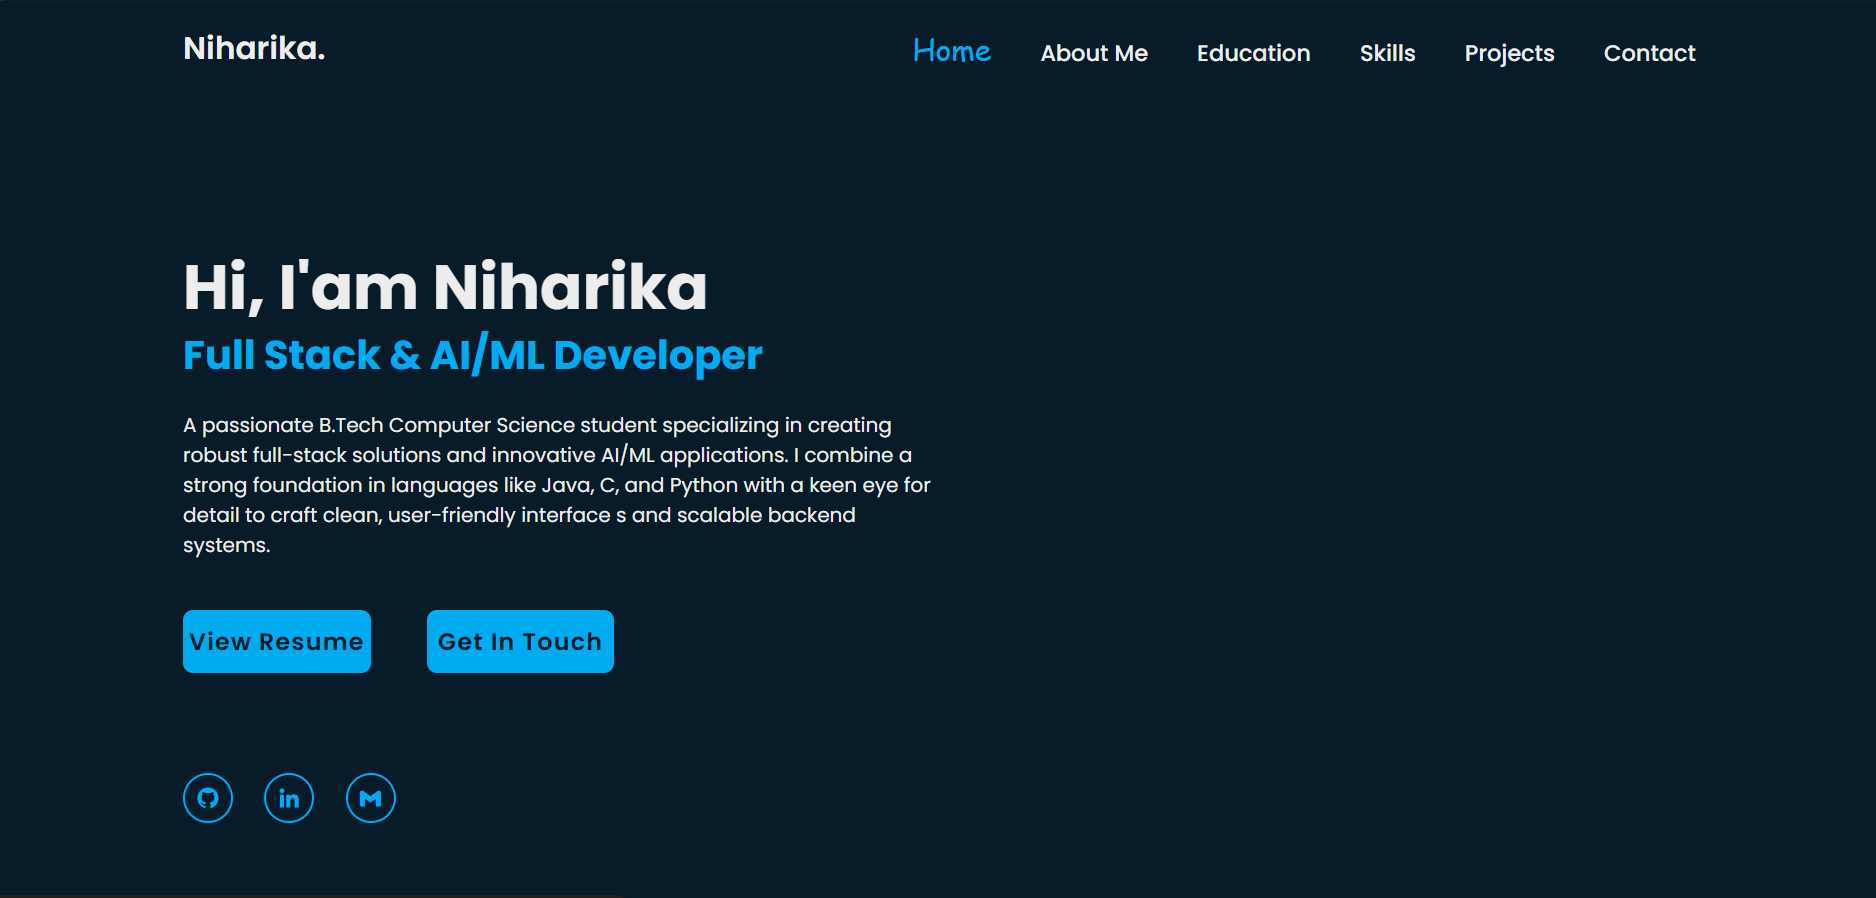 Niharika.
Home About Me Education Skills Projects Contact
Hi, I'am Niharika
Full Stack & AI/ML Developer
A passionate B.Tech Computer Science student specializing in creating
robust full-stack solutions and innovative AI/ML applications. I combine a
strong foundation in languages like Java, C, and Python with a keen eye for
detail to craft clean, user-friendly interface s and scalable backend
systems.
View Resume Get In Touch
in